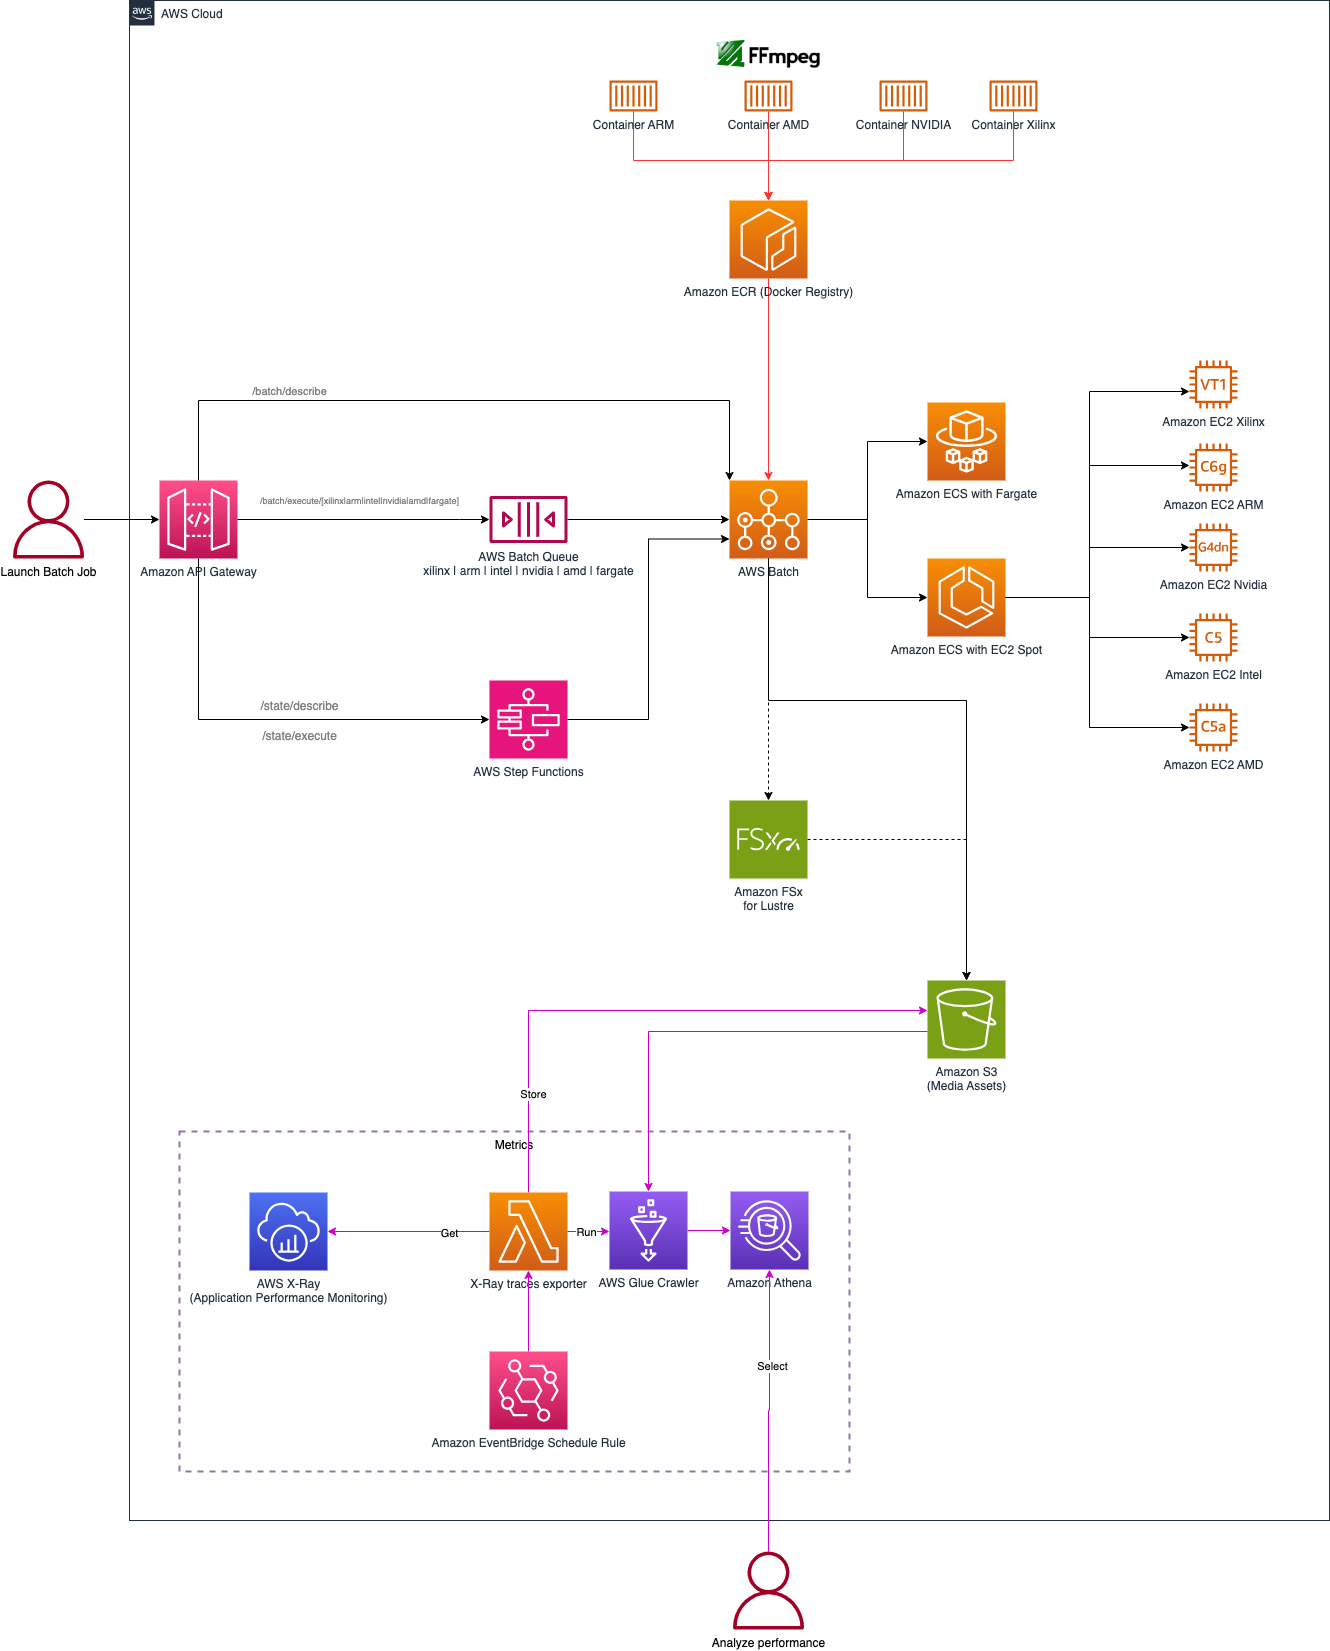 aws
AWS Cloud
FFmpeg
Container ARM
Container AMD
Container NVIDIA
Container Xilinx
Amazon ECR (Docker Registry)
/batch/describe
/batch/execute/[xilinx|arm|intel|nvidia|amd|fargate]
Launch Batch Job
Amazon API Gateway
AWS Batch Queue
xilinx | arm | intel | nvidia | amd | fargate
AWS Batch
Amazon ECS with Fargate
Amazon ECS with EC2 Spot
VT1
Amazon EC2 Xilinx
C6g
Amazon EC2 ARM
G4dn
Amazon EC2 Nvidia
C5
Amazon EC2 Intel
C5a
Amazon EC2 AMD
/state/describe
/state/execute
AWS Step Functions
FSx
Amazon FSx
for Lustre
Amazon S3
(Media Assets)
Store
Metrics
Get
Run
AWS X-Ray
(Application Performance Monitoring)
X-Ray traces exporter
AWS Glue Crawler
Amazon Athena
Select
Amazon EventBridge Schedule Rule
Analyze performance